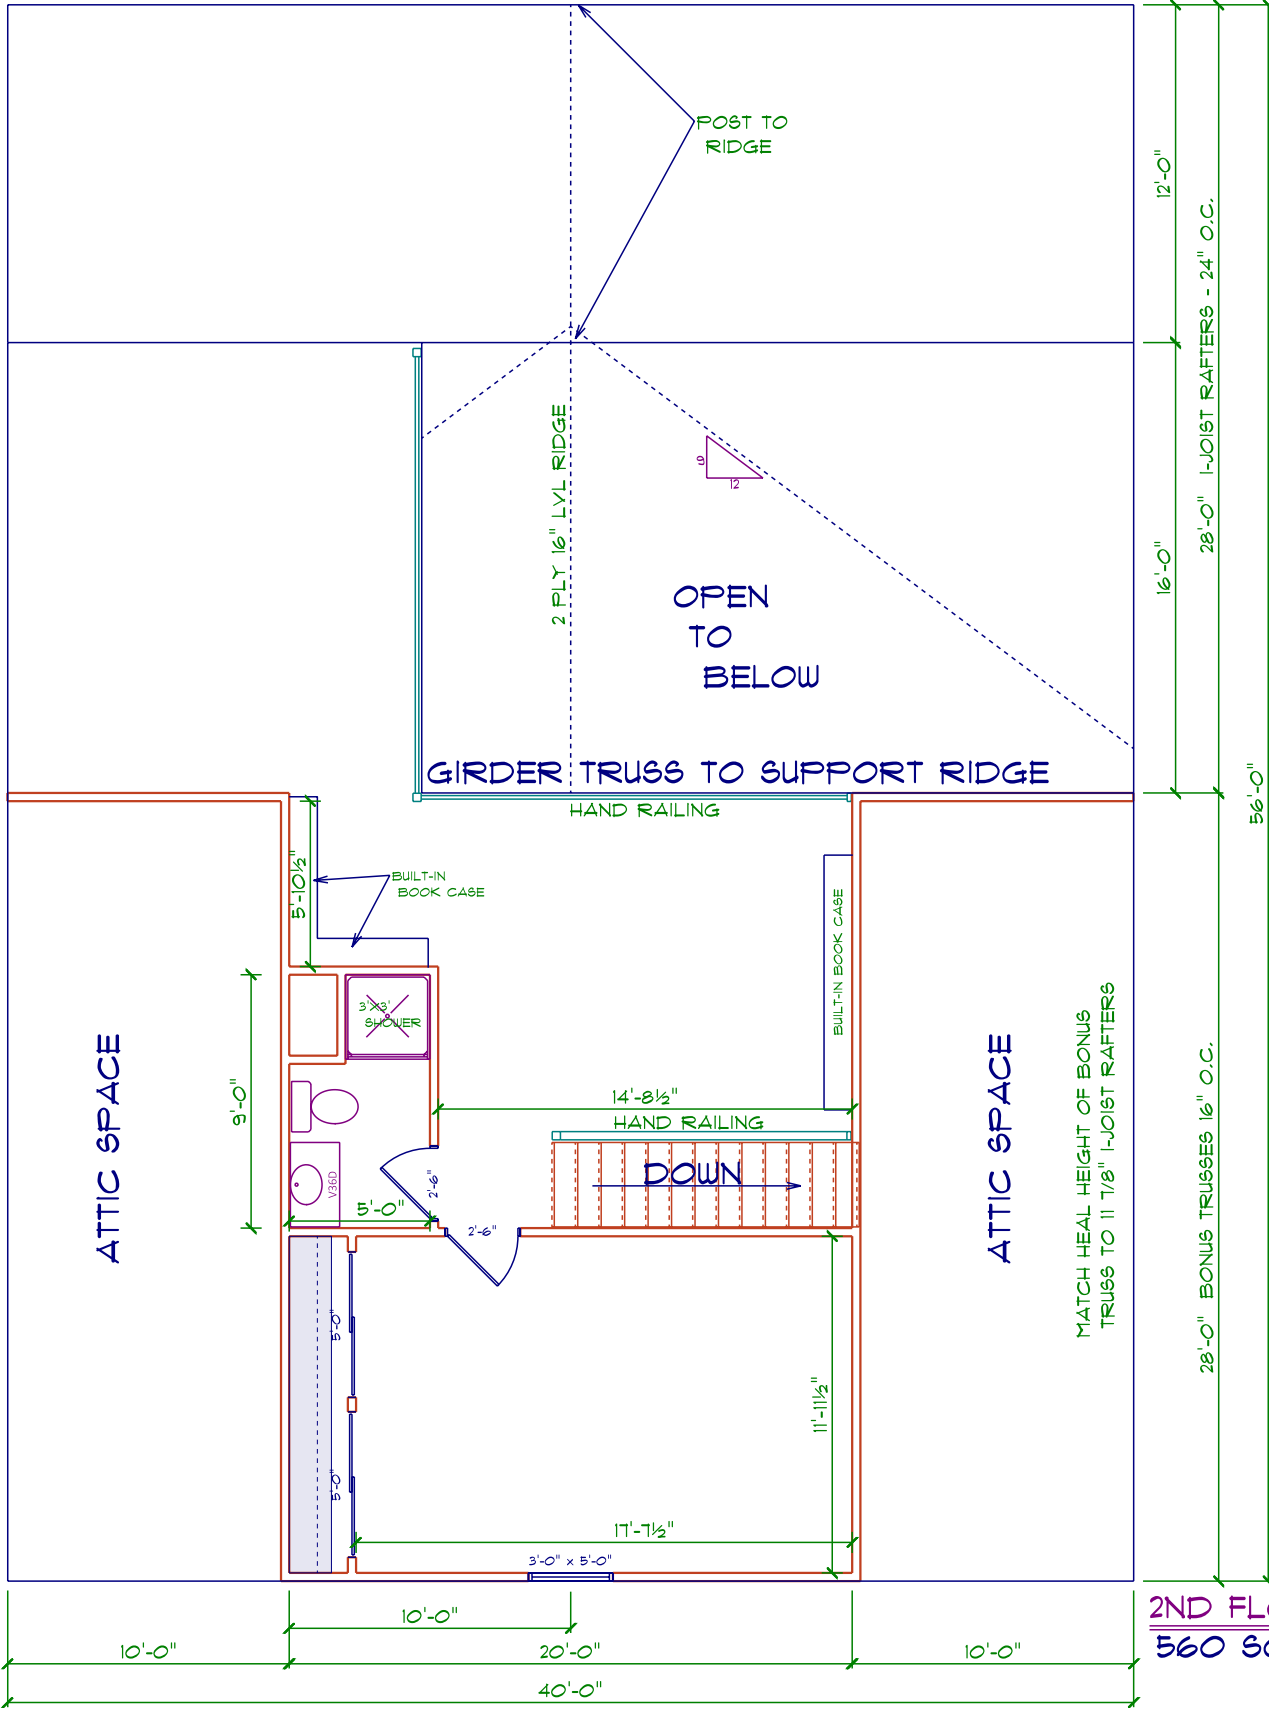 POST TO
RIDGE
12'-0"
28'-0" I-JOIST RAFTERS - 24" O.C.
2 PLY 16" LVL RIDGE
6
12
16'-0"
OPEN
TO
BELOW
GIRDER TRUSS TO SUPPORT RIDGE
HAND RAILING
56'-0"
5'-10½"
BUILT-IN
BOOK CASE
BUILT-IN BOOK CASE
3'X3'
SHOWER
ATTIC SPACE
9'-0"
14'-8½"
HAND RAILING
DOWN
V36D
2'-6"
5'-0"
2'-6"
ATTIC SPACE
MATCH HEAL HEIGHT OF BONUS
TRUSS TO 11 7/8" I-JOIST RAFTERS
28'-0" BONUS TRUSSES 16" O.C.
5'-0"
5'-0"
11'-11½"
17'-7½"
3'-0" x 5'-0"
10'-0"
10'-0"
20'-0"
10'-0"
40'-0"
2ND
560